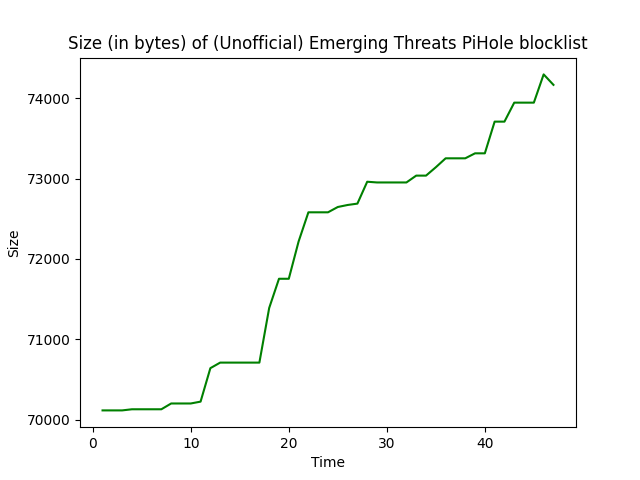 Size (in bytes) of (Unofficial) Emerging Threats PiHole blocklist
74000
73000
72000
71000
70000
Size
0 10 20 30 40
Time